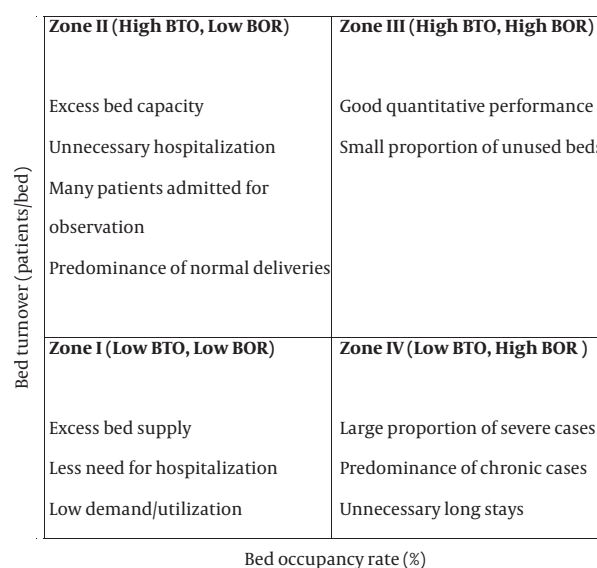 Zone II (High BTO, Low BOR)
Excess bed capacity
Unnecessary hospitalization
Many patients admitted for
observation
Predominance of normal deliveries
Zone III (High BTO, High BOR)
Good quantitative performance
Small proportion of unused beds
Zone I (Low BTO, Low BOR)
Excess bed supply
Less need for hospitalization
Low demand/utilization
Zone IV (Low BTO, High BOR )
Large proportion of severe cases
Predominance of chronic cases
Unnecessary long stays
Bed turnover (patients/bed)
Bed occupancy rate (%)